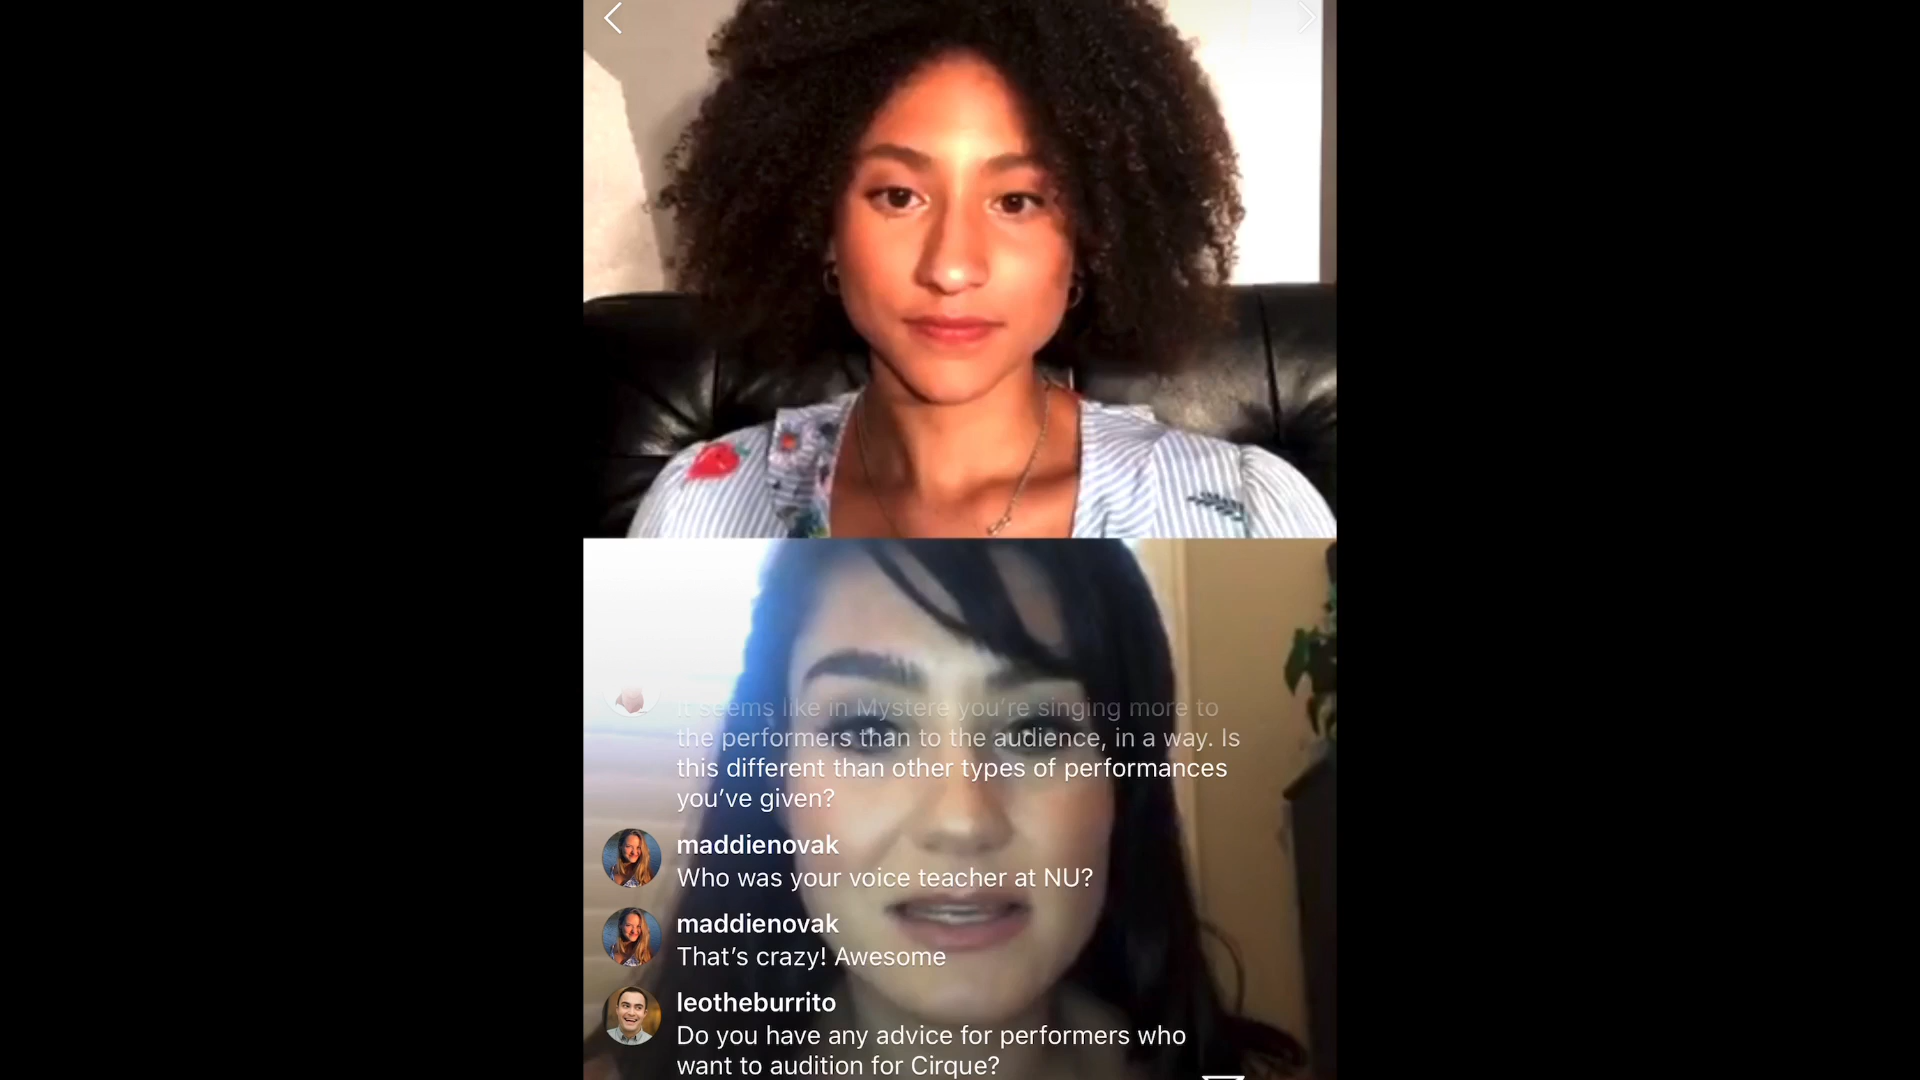 It seems like in Mystere you’re singing more to
the performers than to the audience, in a way. Is
this different than other types of performances
you’ve given?
maddienovak
Who was your voice teacher at NU?
maddienovak
That’s crazy! Awesome
leotheburrito
Do you have any advice for performers who
want to audition for Cirque?